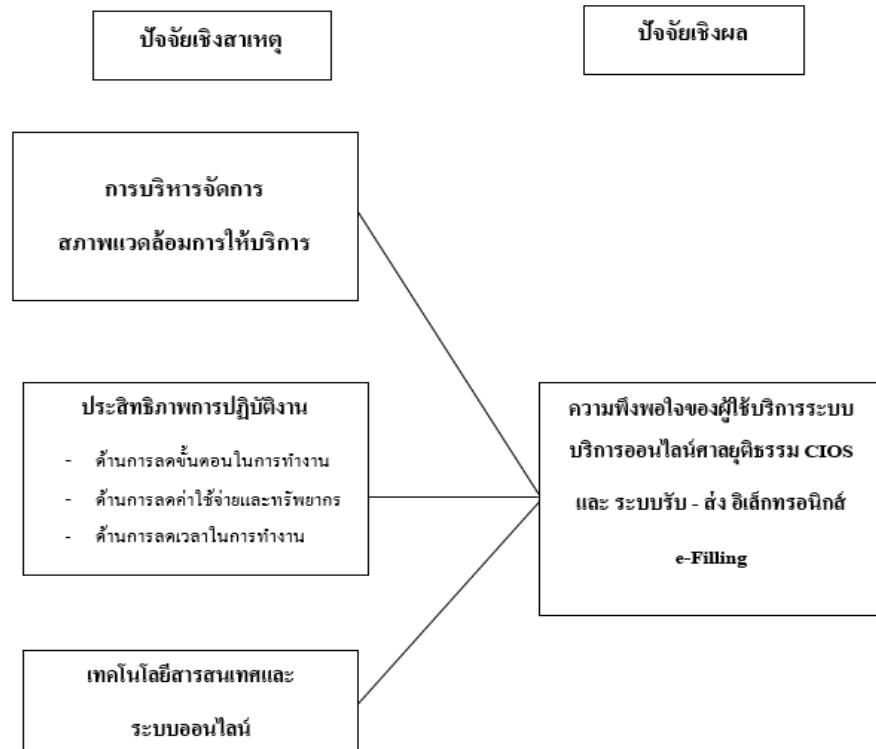 ปัจจัยเชิงสาเหตุ
ปัจจัยเชิงผล
การบริหารจัดการ
สภาพแวดล้อมการให้บริการ
ประสิทธิภาพการปฏิบัติงาน
- ด้านการลดขั้นตอนในการทำงาน
- ด้านการลดค่าใช้จ่ายและทรัพยากร
- ด้านการลดเวลาในการทำงาน
ความพึงพอใจของผู้ใช้บริการระบบ
บริการออนไลน์ศาลยุติธรรม CIOS
และ ระบบรับ - ส่ง อิเล็กทรอนิกส์
e-Filling
เทคโนโลยีสารสนเทศและ
ระบบออนไลน์